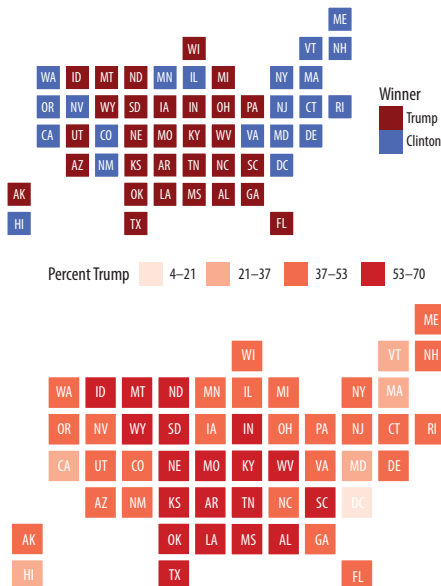 ME
WI VT NH
WA ID MT ND MN IL MI NY MA
Winner
OR NV WY SD IA IN OH PA NJ CT RI
Trump
CA UT CO NE MO KY WV VA MD DE
Clinton
AZ NM KS AR TN NC SC DC
AK OK LA MS AL GA
HI TX FL
Percent Trump 4–21 21–37 37–53 53–70
ME
WI VT NH
WA ID MT ND MN IL MI NY MA
OR NV WY SD IA IN OH PA NJ CT RI
CA UT CO NE MO KY WV VA MD DE
AZ NM KS AR TN NC SC DC
AK OK LA MS AL GA
HI TX FL